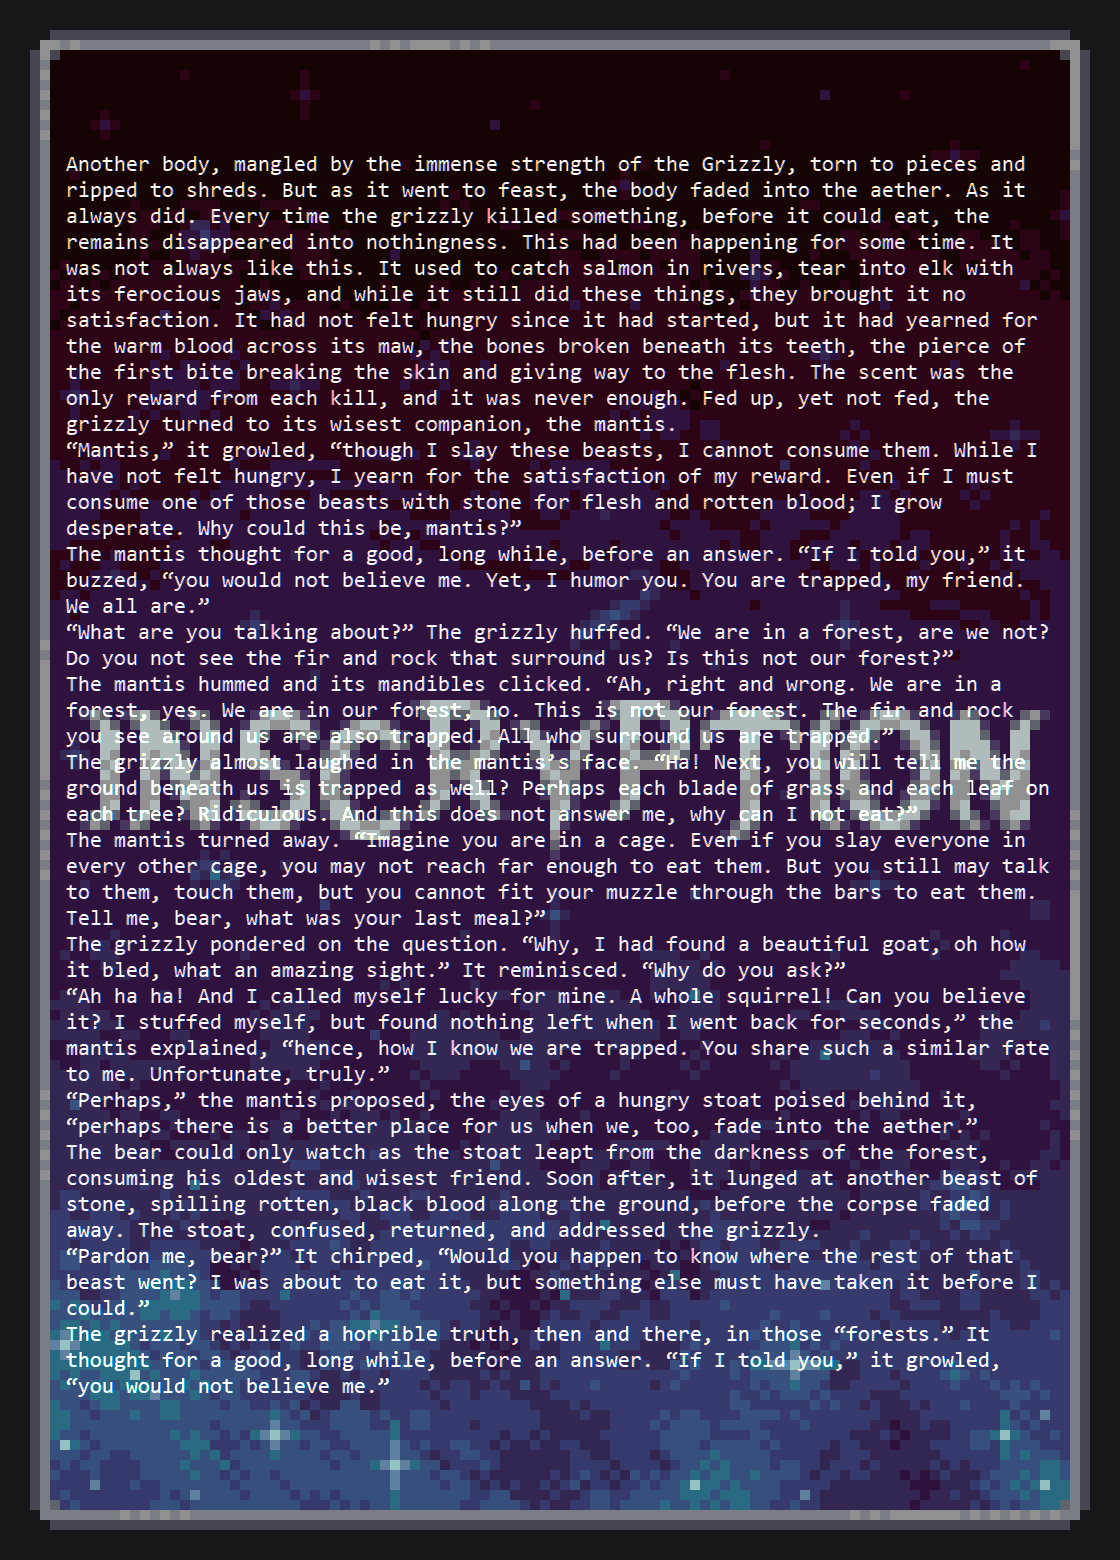 Another body, mangled by the immense strength of the Grizzly, torn to pieces and
ripped to shreds. But as it went to feast, the body faded into the aether. As it
always did. Every time the grizzly killed something, before it could eat, the
remains disappeared into nothingness. This had been happening for some time. It
was not always like this. It used to catch salmon in rivers, tear into elk with
its ferocious jaws, and while it still did these things, they brought it no
satisfaction. It had not felt hungry since it had started, but it had yearned for
the warm blood across its maw, the bones broken beneath its teeth, the pierce of
the first bite breaking the skin and giving way to the flesh. The scent was the
only reward from each kill, and it was never enough. Fed up, yet not fed, the
grizzly turned to its wisest companion, the mantis.
“Mantis,” it growled, “though I slay these beasts, I cannot consume them. While I
have not felt hungry, I yearn for the satisfaction of my reward. Even if I must
consume one of those beasts with stone for flesh and rotten blood; I grow
desperate. Why could this be, mantis?”
The mantis thought for a good, long while, before an answer. “If I told you,” it
buzzed, “you would not believe me. Yet, I humor you. You are trapped, my friend.
We all are.”
“What are you talking about?” The grizzly huffed. “We are in a forest, are we not?
Do you not see the fir and rock that surround us? Is this not our forest?”
The mantis hummed and its mandibles clicked. “Ah, right and wrong. We are in a
forest, yes. We are in our forest, no. This is not our forest. The fir and rock
you see around us are also trapped. All who surround us are trapped.”
INSCRYPTION
The grizzly almost laughed in the mantis’s face. “Ha! Next, you will tell me the
ground beneath us is trapped as well? Perhaps each blade of grass and each leaf on
each tree? Ridiculous. And this does not answer me, why can I not eat?”
The mantis turned away. “Imagine you are in a cage. Even if you slay everyone in
every other cage, you may not reach far enough to eat them. But you still may talk
to them, touch them, but you cannot fit your muzzle through the bars to eat them.
Tell me, bear, what was your last meal?”
The grizzly pondered on the question. “Why, I had found a beautiful goat, oh how
it bled, what an amazing sight.” It reminisced. “Why do you ask?”
“Ah ha ha! And I called myself lucky for mine. A whole squirrel! Can you believe
it? I stuffed myself, but found nothing left when I went back for seconds,” the
mantis explained, “hence, how I know we are trapped. You share such a similar fate
to me. Unfortunate, truly.”
“Perhaps,” the mantis proposed, the eyes of a hungry stoat poised behind it,
“perhaps there is a better place for us when we, too, fade into the aether.”
The bear could only watch as the stoat leapt from the darkness of the forest,
consuming his oldest and wisest friend. Soon after, it lunged at another beast of
stone, spilling rotten, black blood along the ground, before the corpse faded
away. The stoat, confused, returned, and addressed the grizzly.
“Pardon me, bear?” It chirped, “Would you happen to know where the rest of that
beast went? I was about to eat it, but something else must have taken it before I
could.”
The grizzly realized a horrible truth, then and there, in those “forests.” It
thought for a good, long while, before an answer. “If I told you,” it growled,
“you would not believe me.”